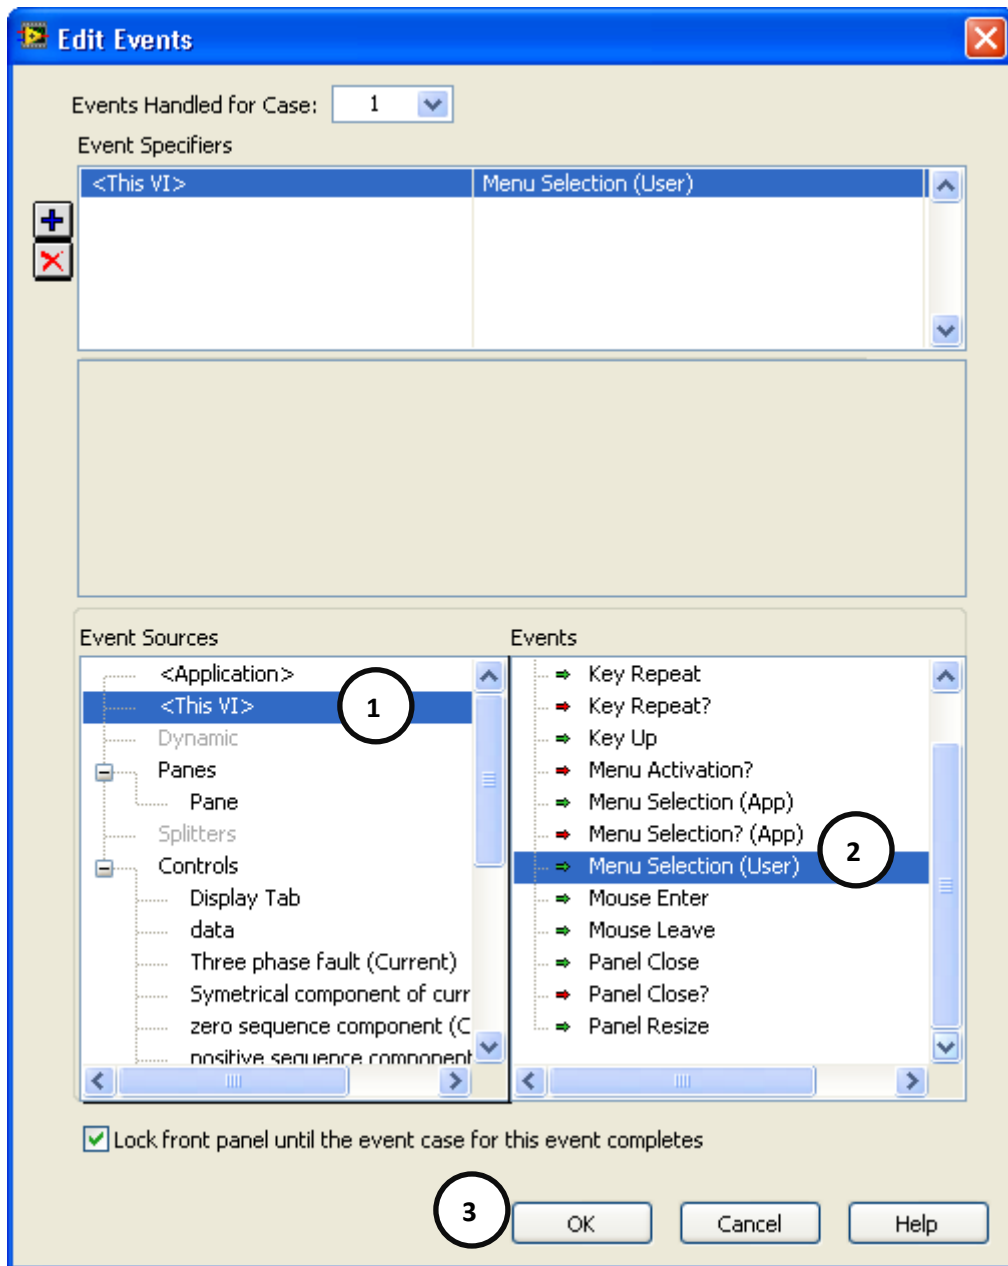 Edit Events
Events Handled for Case: 1
Event Specifiers
<This VI> Menu Selection (User)
Event Sources
<Application>
<This VI>
1
Dynamic
Panes
Pane
Splitters
Controls
Display Tab
data
Three phase fault (Current)
Symetrical component of curr
zero sequence component (C
positive sequence component
Events
Key Repeat
Key Repeat?
Key Up
Menu Activation?
Menu Selection (App)
Menu Selection? (App)
2
Menu Selection (User)
Mouse Enter
Mouse Leave
Panel Close
Panel Close?
Panel Resize
Lock front panel until the event case for this event completes
3
OK Cancel Help